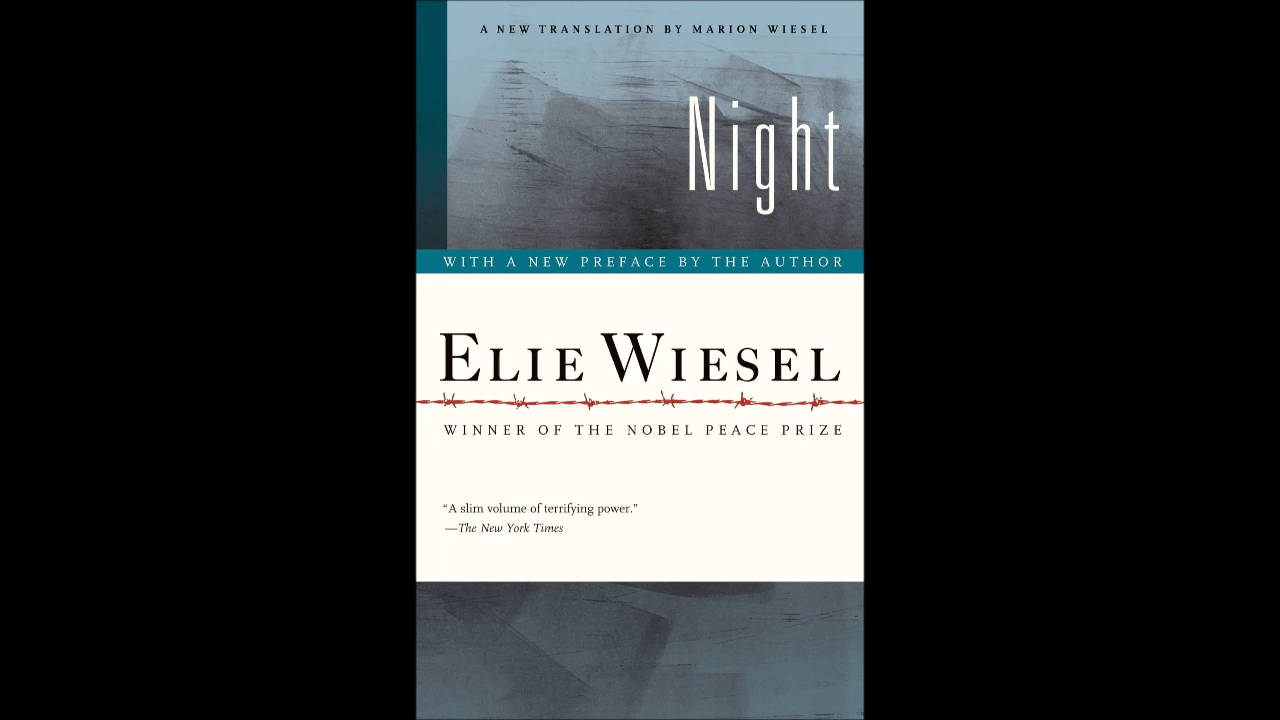 A NEW TRANSLATION BY MARION WIESEL
Night
WITH A NEW PREFACE BY THE AUTHOR
ELIE WIESEL
WINNER OF THE NOBEL PEACE PRIZE
“A slim volume of terrifying power.”
—The New York Times